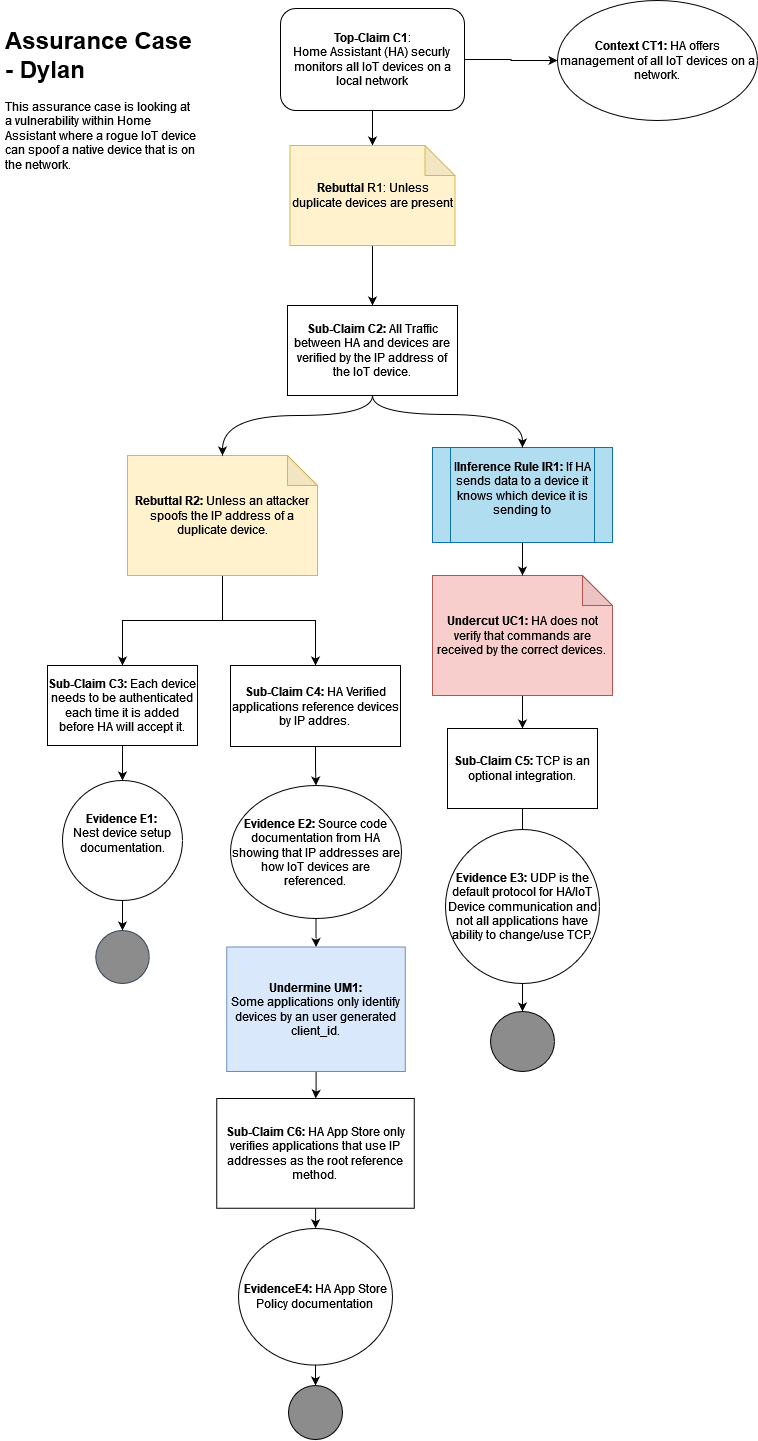 Assurance Case
- Dylan
This assurance case is looking at
a vulnerability within Home
Assistant where a rogue IoT device
can spoof a native device that is on
the network.
Top-Claim C1:
Home Assistant (HA) securly
monitors all IoT devices on a
local network
Context CT1: HA offers
management of all IoT devices on a
network.
Rebuttal R1: Unless
duplicate devices are present
Sub-Claim C2: All Traffic
between HA and devices are
verified by the IP address of
the IoT device.
Rebuttal R2: Unless an attacker
spoofs the IP address of a
duplicate device.
IInference Rule IR1: If HA
sends data to a device it
knows which device it is
sending to
Undercut UC1: HA does not
verify that commands are
received by the correct devices.
Sub-Claim C3: Each device
needs to be authenticated
each time it is added
before HA will accept it.
Sub-Claim C4: HA Verified
applications reference devices
by IP addres.
Sub-Claim C5: TCP is an
optional integration.
Evidence E1:
Nest device setup
documentation.
Evidence E2: Source code
documentation from HA
showing that IP addresses are
how IoT devices are
referenced.
Evidence E3: UDP is the
default protocol for HA/IoT
Device communication and
not all applications have
ability to change/use TCP.
Undermine UM1:
Some applications only identify
devices by an user generated
client_id.
Sub-Claim C6: HA App Store only
verifies applications that use IP
addresses as the root reference
method.
EvidenceE4: HA App Store
Policy documentation